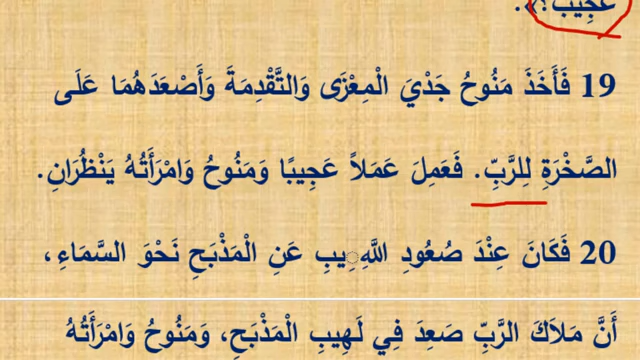 عَجِيبٌ؟».
19 فَأَخَذَ مَنُوحُ جَدْيَ الْمِعْزَى وَالتَّقْدِمَةَ وَأَصْعَدَهُمَا عَلَى
الصَّخْرَةِ لِلرَّبِّ. فَعَمِلَ عَمَلاً عَجِيبًا وَمَنُوحُ وَامْرَأَتُهُ يَنْظُرَانِ.
20 فَكَانَ عِنْدَ صُعُودِ اللَّهِيبِ عَنِ الْمَذْبَحِ نَحْوَ السَّمَاءِ،
أَنَّ مَلاَكَ الرَّبِّ صَعِدَ فِي لَهِيبِ الْمَذْبَحِ، وَمَنُوحُ وَامْرَأَتُهُ